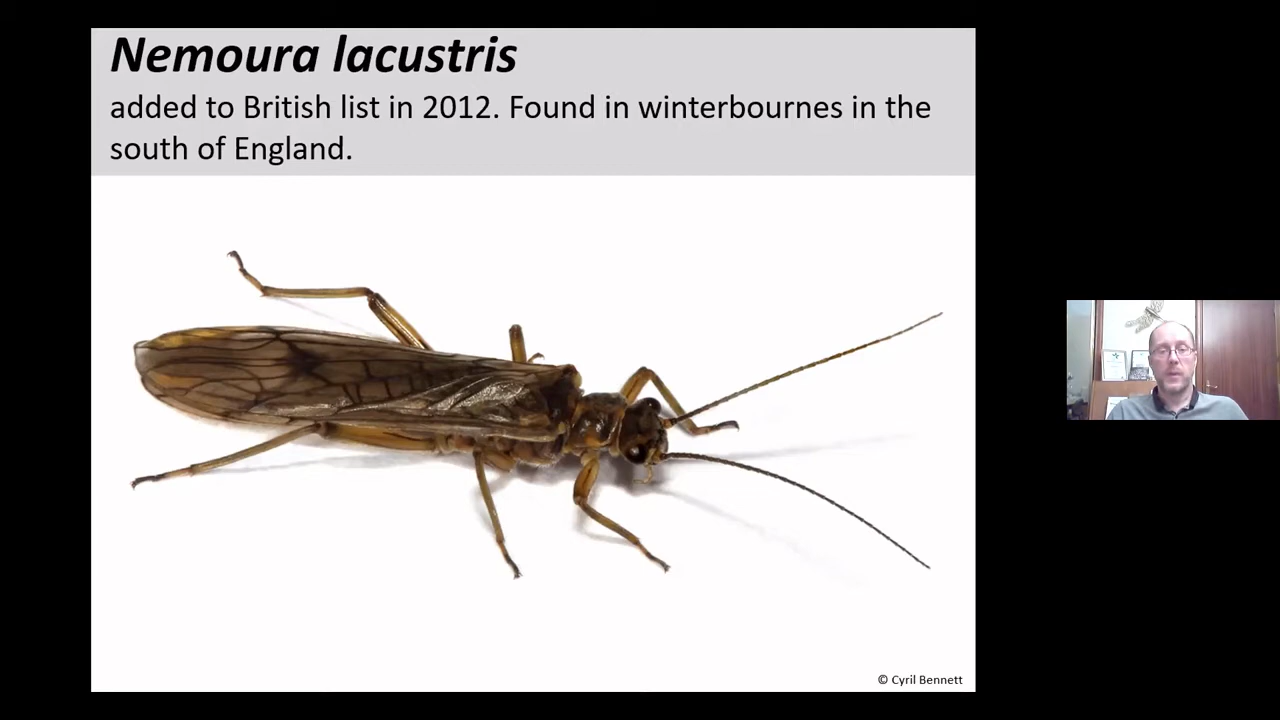 Nemoura lacustris
added to British list in 2012. Found in winterbournes in the
south of England.
© Cyril Bennett